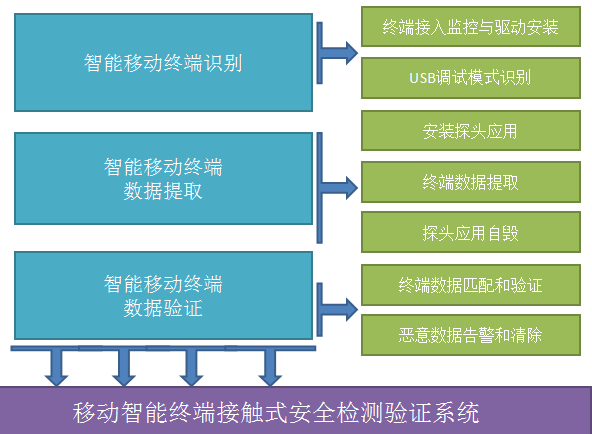 智能移动终端识别
终端接入监控与驱动安装
USB调试模式识别
智能移动终端
数据提取
安装探头应用
终端数据提取
探头应用自毁
智能移动终端
数据验证
终端数据匹配和验证
恶意数据告警和清除
移动智能终端接触式安全检测验证系统